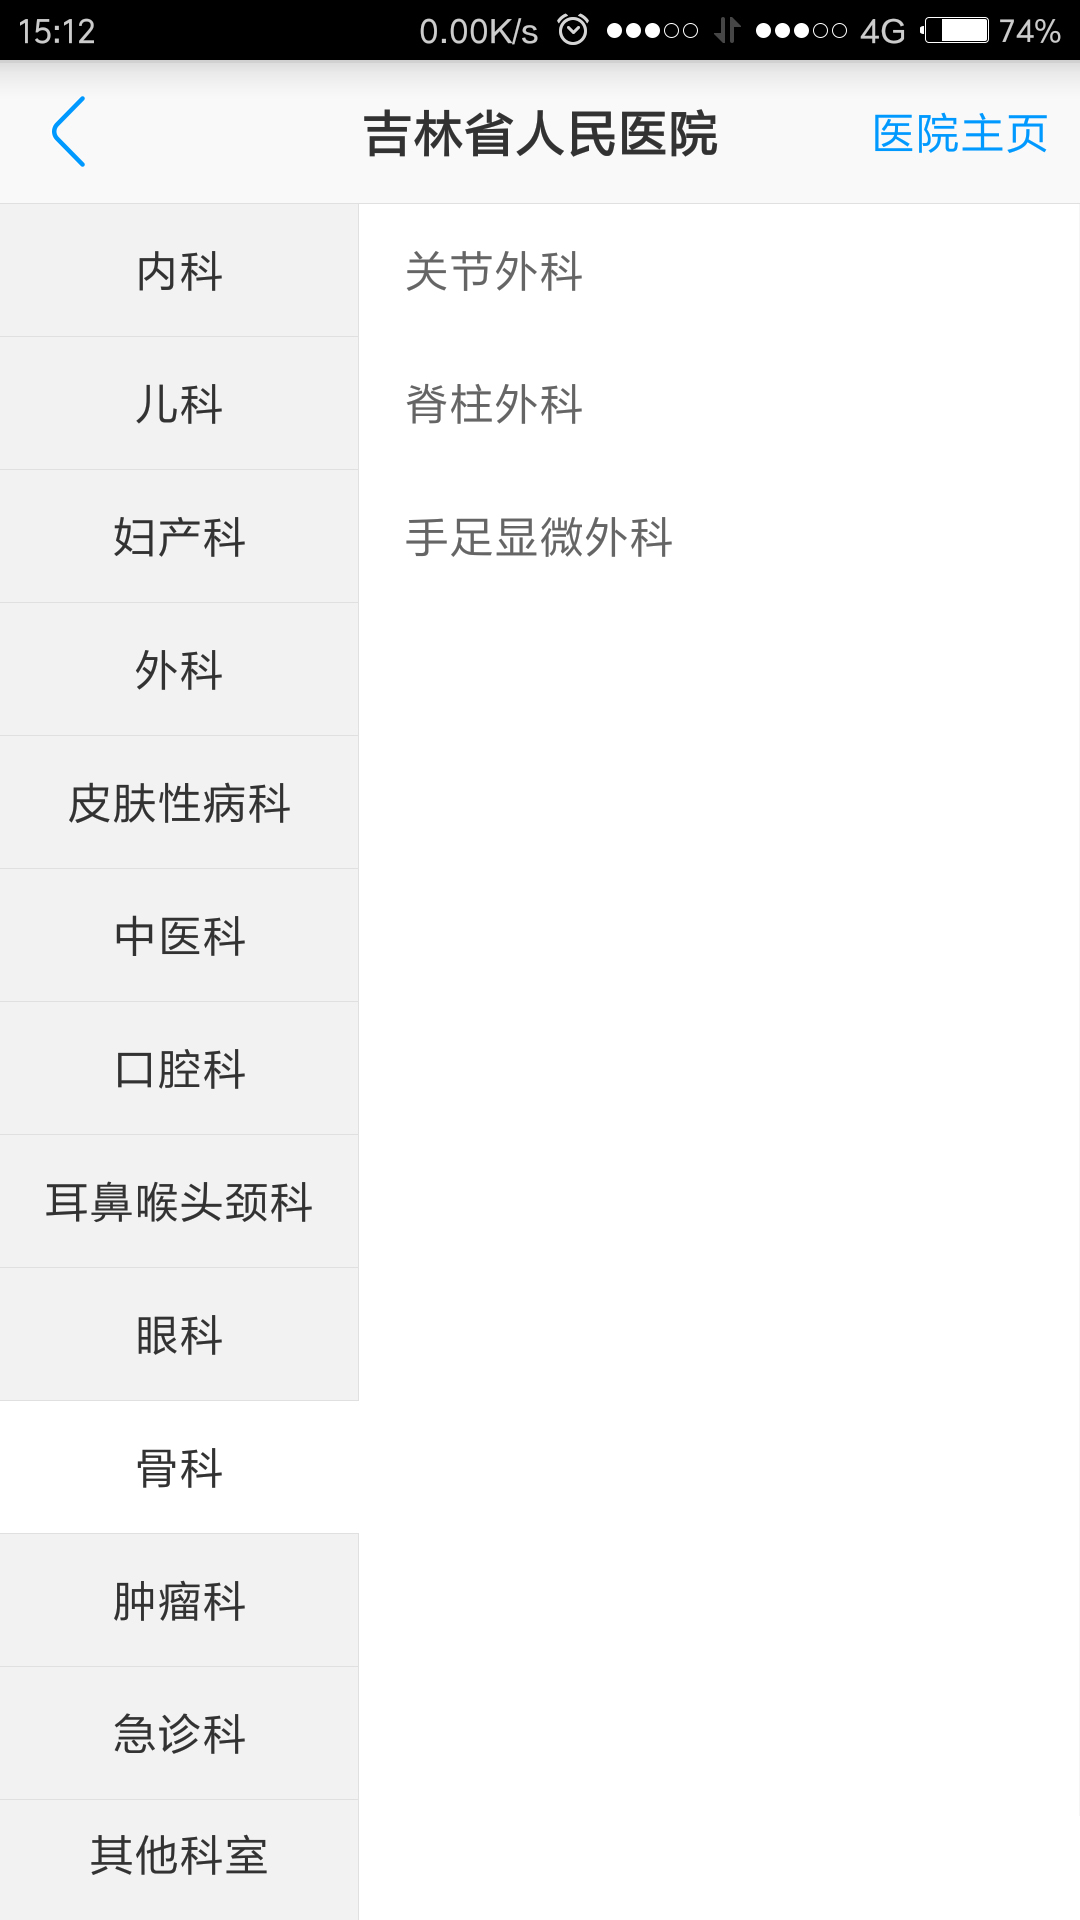 15:12 0.00K/s 4G 74%
吉林省人民医院 医院主页
内科
儿科
妇产科
外科
皮肤性病科
中医科
口腔科
耳鼻喉头颈科
眼科
骨科
肿瘤科
急诊科
其他科室
关节外科
脊柱外科
手足显微外科